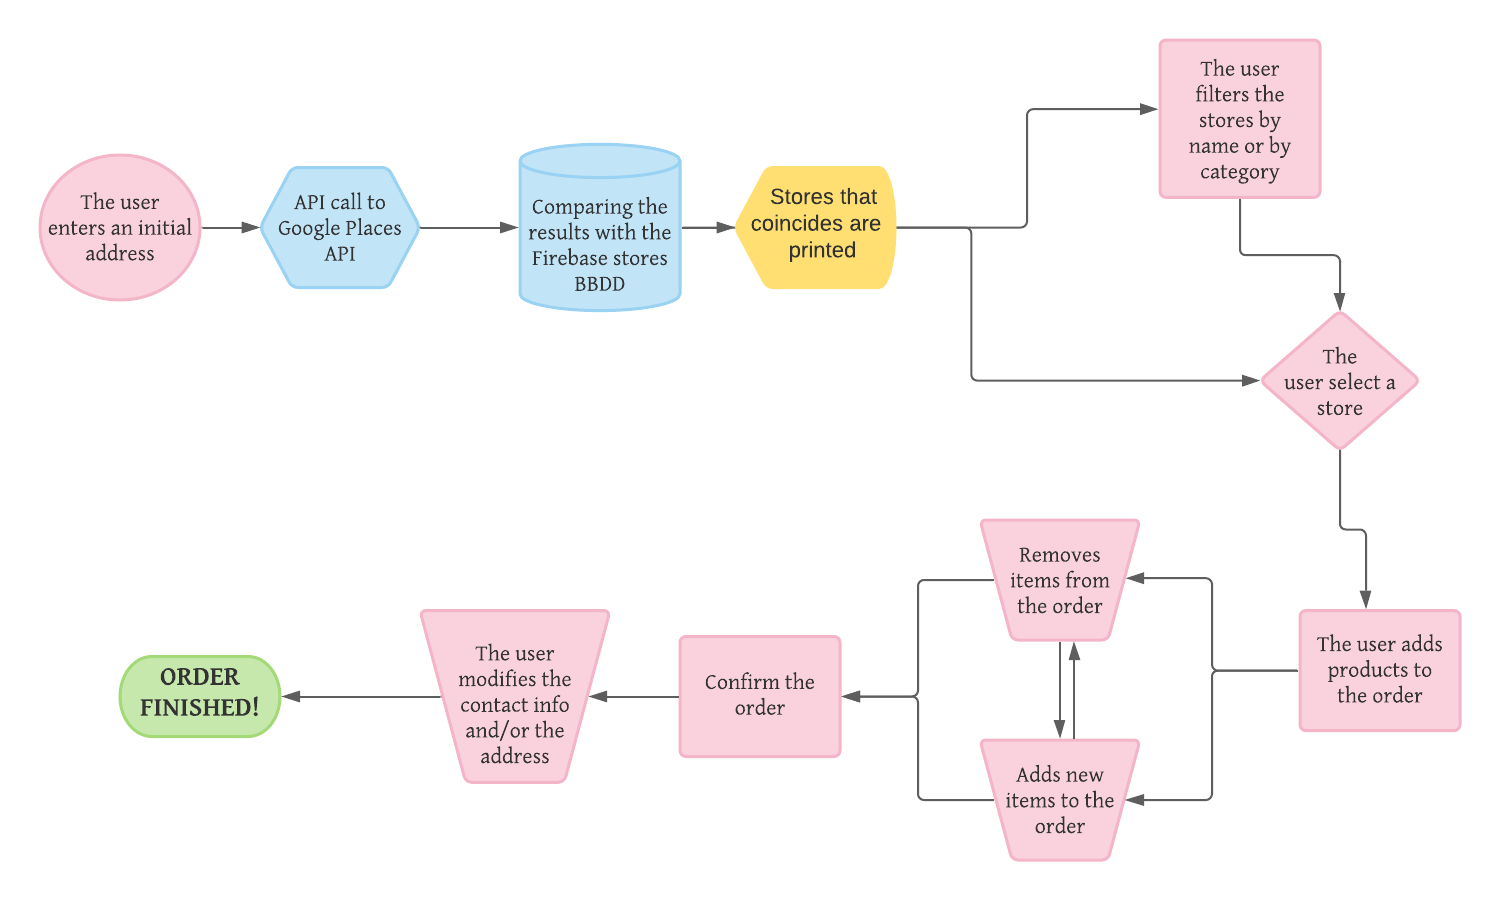 The user
enters an initial
address
API call to
Google Places
API
Comparing the
results with the
Firebase stores
BBDD
Stores that
coincides are
printed
The user
filters the
stores by
name or by
category
The
user select a
store
The user adds
products to
the order
Removes
items from
the order
Adds new
items to the
order
Confirm the
order
The user
modifies the
contact info
and/or the
address
ORDER
FINISHED!